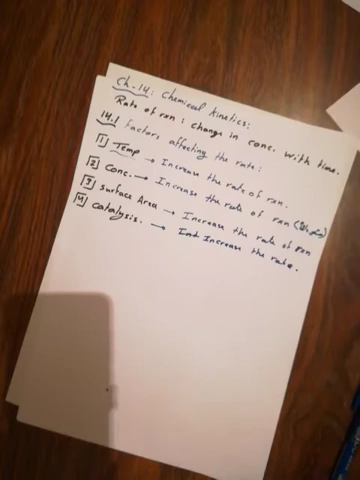 Ch.14: Chemical kinetics:
Rate of rxn: change in conc. with time.
14.1 Factors affecting the rate:
[1] Temp → Increase the rate of rxn.
[2] Conc. → Increase the rate of rxn
[3] Surface Area → Increase the rate of rxn
[4] Catalysis. → Increase the rate.